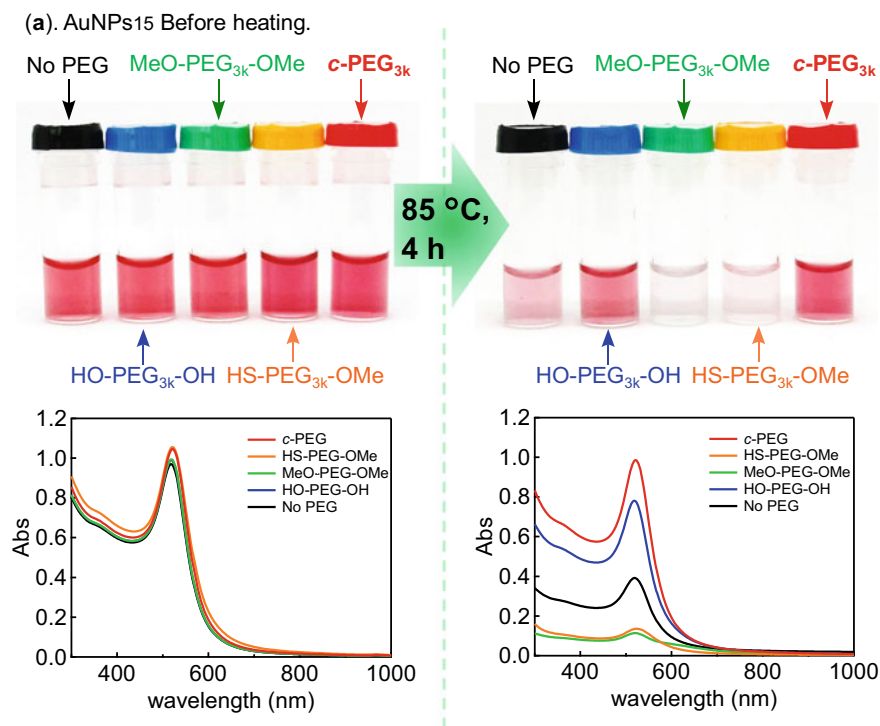 (a). AuNPs15 Before heating.
No PEG
MeO-PEG3k-OMe
c-PEG3k
HO-PEG3k-OH
HS-PEG3k-OMe
85 °C,
4 h
No PEG
MeO-PEG3k-OMe
c-PEG3k
HO-PEG3k-OH
HS-PEG3k-OMe
1.2
1.0
0.8
0.6
0.4
0.2
0.0
Abs
c-PEG
HS-PEG-OMe
MeO-PEG-OMe
HO-PEG-OH
No PEG
400 600 800 1000
wavelength (nm)
1.2
1.0
0.8
0.6
0.4
0.2
0.0
Abs
c-PEG
HS-PEG-OMe
MeO-PEG-OMe
HO-PEG-OH
No PEG
400 600 800 1000
wavelength (nm)